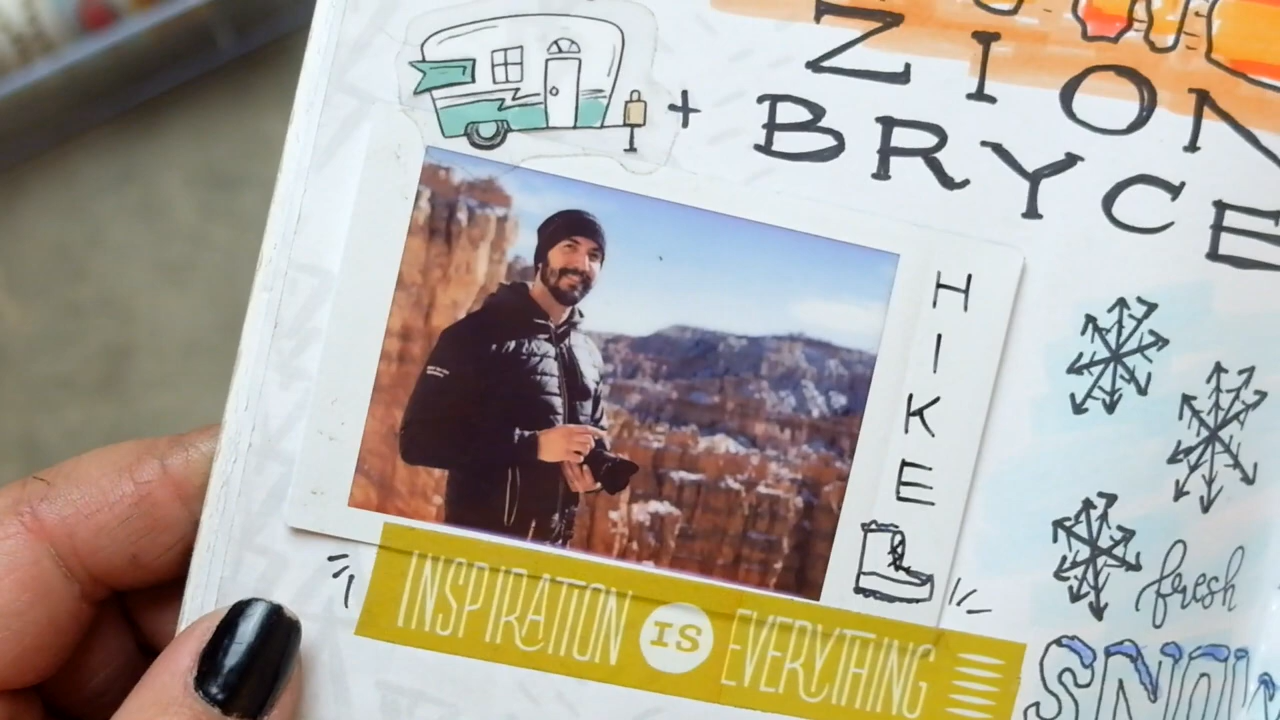 ZION
+ BRYCE
HIKE
INSPIRATION IS EVERYTHING
fresh
SNOW